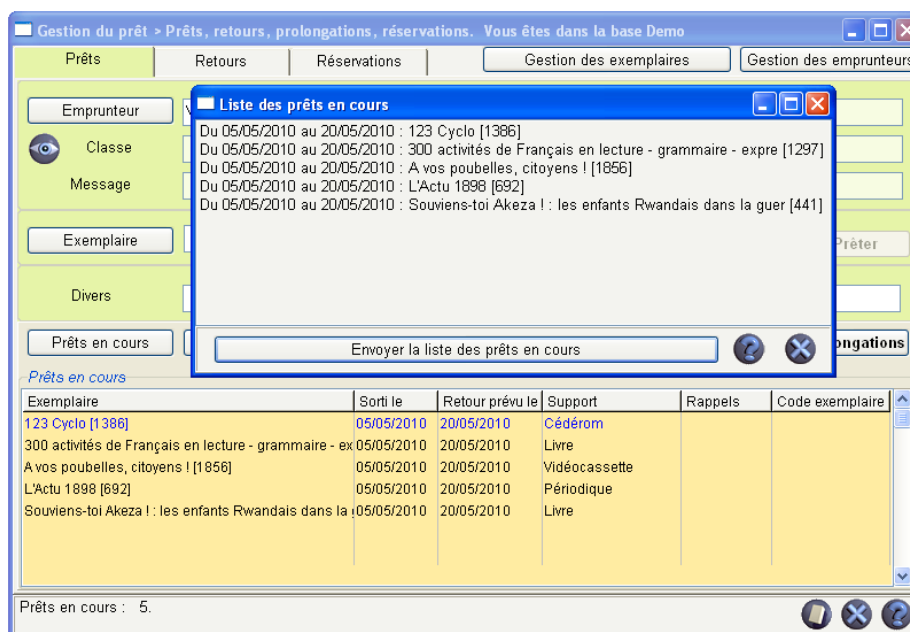 Gestion du prêt > Prêts, retours, prolongations, réservations. Vous êtes dans la base Demo
Prêts Retours Réservations Gestion des exemplaires Gestion des emprunteurs
Emprunteur
Classe
Message
Exemplaire
Prêter
Divers
Liste des prêts en cours
Du 05/05/2010 au 20/05/2010 : 123 Cyclo [1386]
Du 05/05/2010 au 20/05/2010 : 300 activités de Français en lecture - grammaire - expre [1297]
Du 05/05/2010 au 20/05/2010 : A vos poubelles, citoyens ! [1856]
Du 05/05/2010 au 20/05/2010 : L'Actu 1898 [692]
Du 05/05/2010 au 20/05/2010 : Souviens-toi Akeza ! : les enfants Rwandais dans la guer [441]
Envoyer la liste des prêts en cours
Prêts en cours ongations
Prêts en cours
Exemplaire Sorti le Retour prévu le Support Rappels Code exemplaire
123 Cyclo [1386] 05/05/2010 20/05/2010 Cédérom
300 activités de Français en lecture - grammaire - ex 05/05/2010 20/05/2010 Livre
A vos poubelles, citoyens ! [1856] 05/05/2010 20/05/2010 Vidéocassette
L'Actu 1898 [692] 05/05/2010 20/05/2010 Périodique
Souviens-toi Akeza ! : les enfants Rwandais dans la 05/05/2010 20/05/2010 Livre
Prêts en cours : 5.